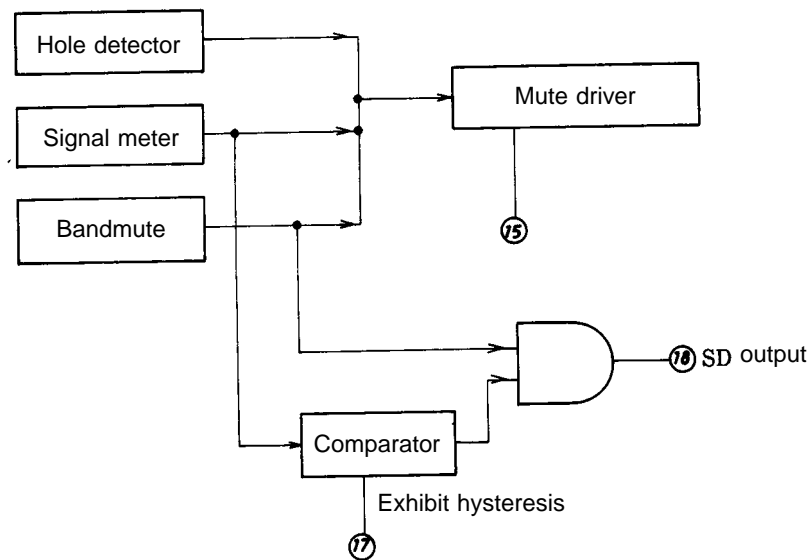 Hole detector
Signal meter
Mute driver
Bandmute
15
18 SD output
Comparator
Exhibit hysteresis
17